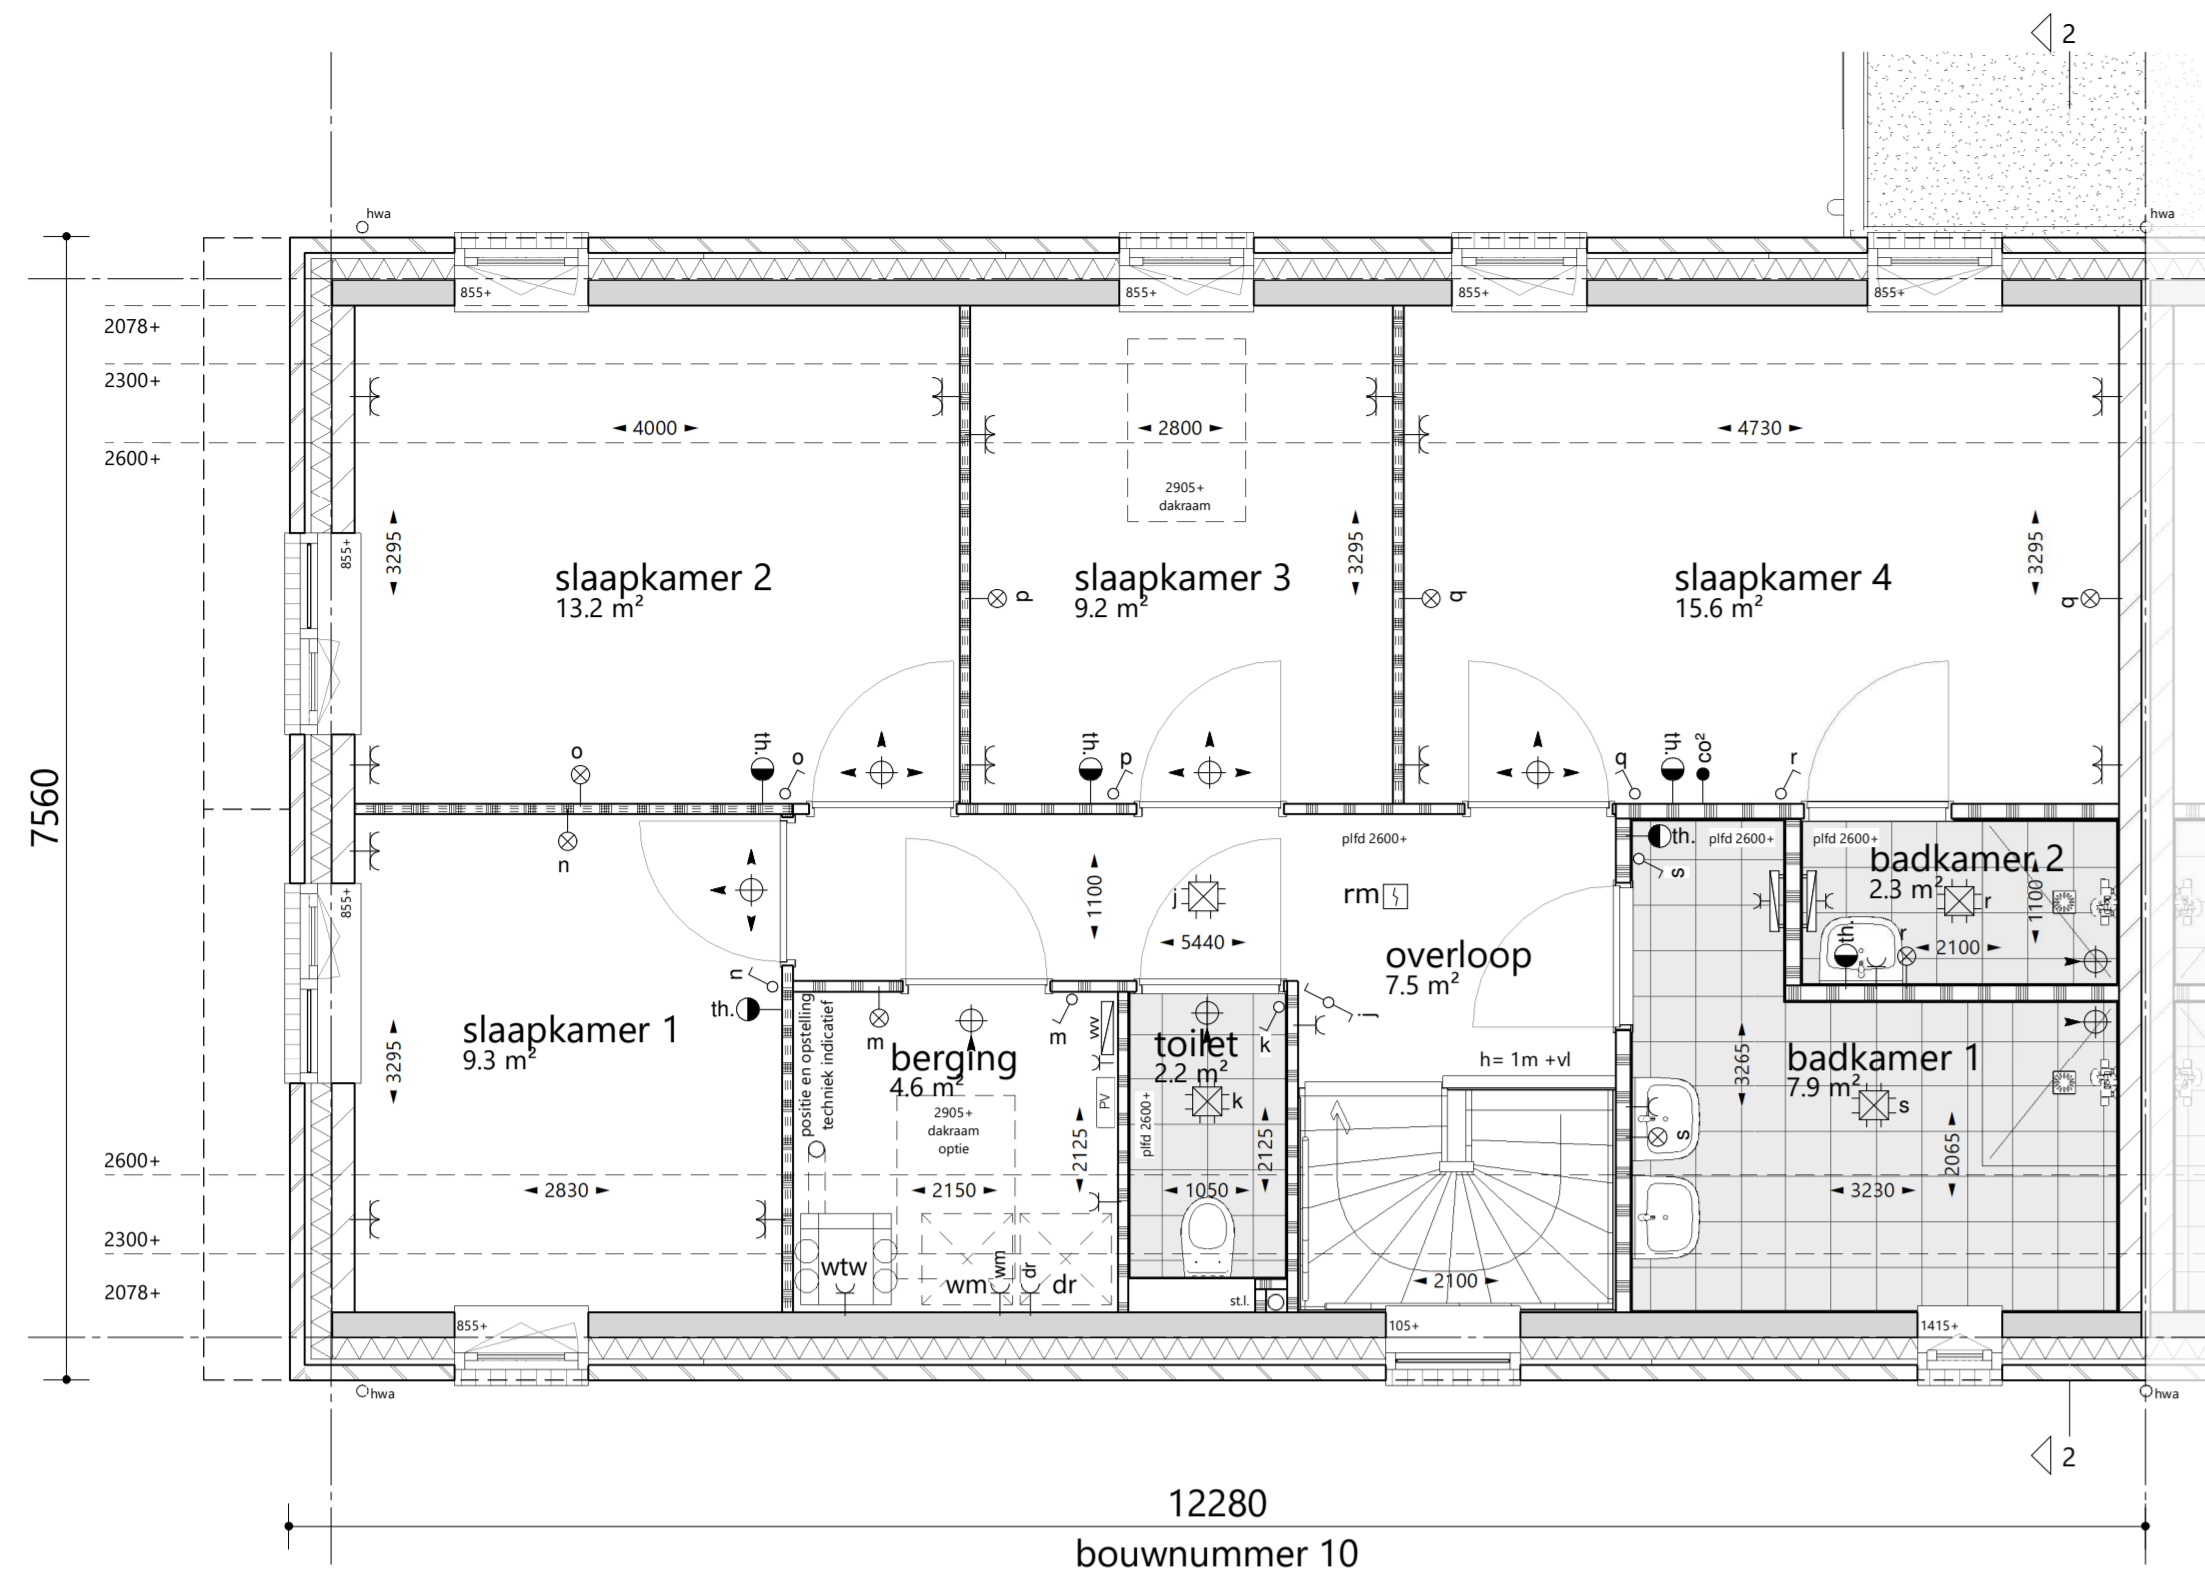 2
hwa
hwa
855+
855+
855+
855+
2078+
2300+
2600+
4000
2800
4730
2905+
dakraam
855+
3295
3295
3295
slaapkamer 2
13.2 m²
slaapkamer 3
9.2 m²
slaapkamer 4
15.6 m²
p
q
q
o
th.
o
th.
p
q
th.
co²
r
7560
n
plfd 2600+
th.
plfd 2600+
plfd 2600+
s
badkamer 2
2.3 m²
r
1100
855+
1100
j
rm
5440
th.
r
2100
overloop
7.5 m²
n
th.
positie en opstelling
techniek indicatief
m
m
wv
k
j
slaapkamer 1
9.3 m²
3295
berging
4.6 m²
toilet
2.2 m²
h= 1m +vl
3265
badkamer 1
7.9 m²
s
s
PV
k
plfd 2600+
2905+
dakraam
optie
2125
2125
2065
2600+
2830
2150
1050
3230
2300+
wtw
wm
wm
dr
dr
2100
2078+
st.l.
855+
105+
1415+
hwa
hwa
2
12280
bouwnummer 10